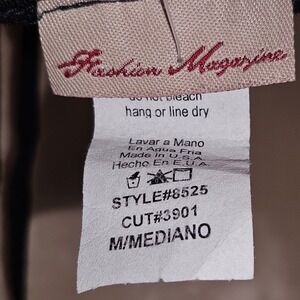 Fashion Magazine
do not bleach
hang or line dry
Lavar a Mano
En Agua Fria
Made in U.S.A
Hecho En E.U.A
STYLE#8525
CUT#3901
M/MEDIANO